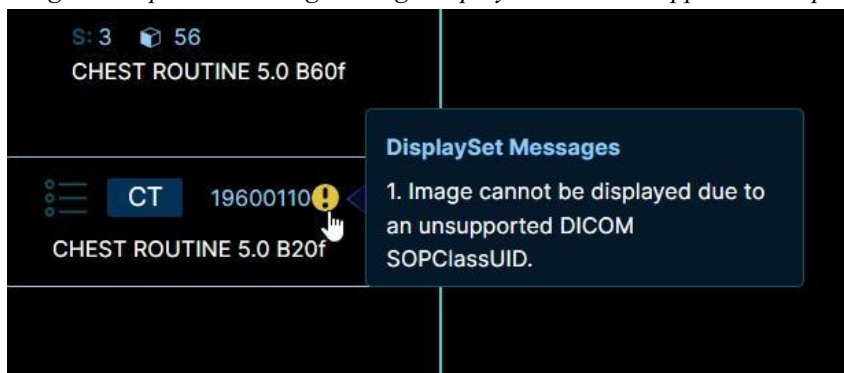 S: 3 56
CHEST ROUTINE 5.0 B60f
DisplaySet Messages
CT 19600110
1. Image cannot be displayed due to
an unsupported DICOM
SOPClassUID.
CHEST ROUTINE 5.0 B20f